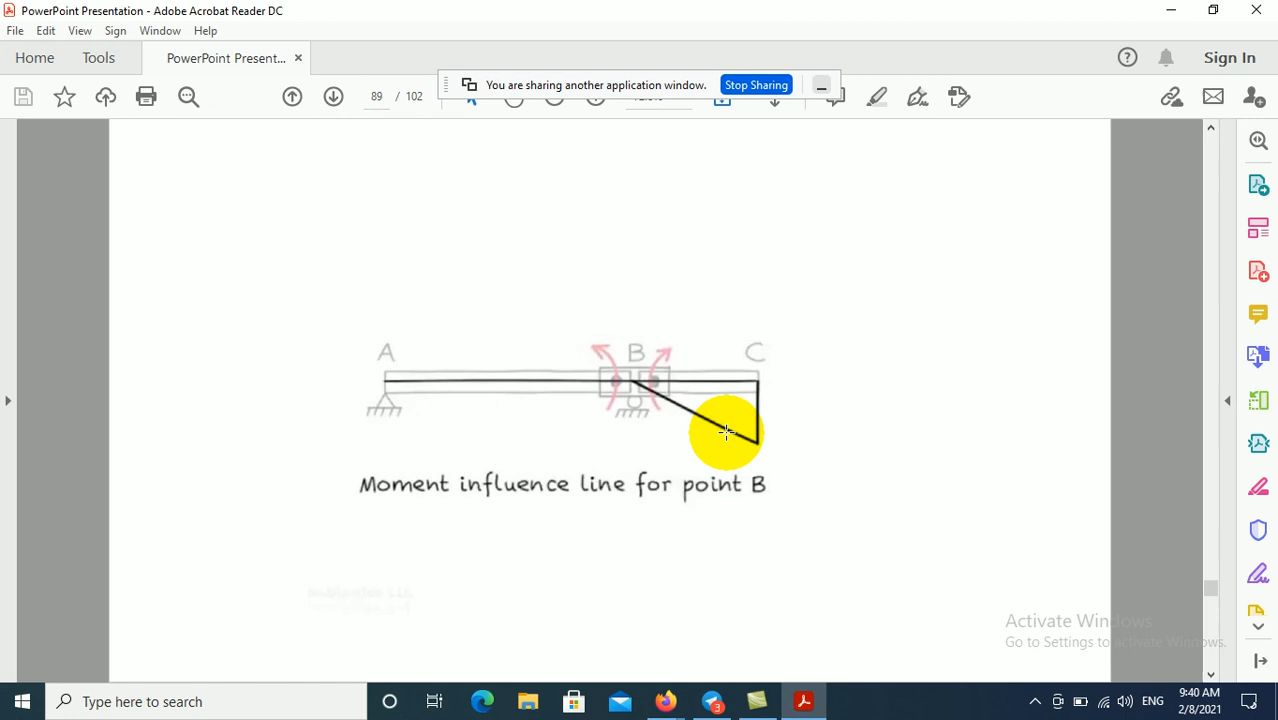 PowerPoint Presentation - Adobe Acrobat Reader DC
File Edit View Sign Window Help
Home Tools PowerPoint Present... Sign In
You are sharing another application window. Stop Sharing
89 / 102
A B C
Moment influence line for point B
Activate Windows
Go to Settings to activate Windows.
Type here to search
3
ENG
9:40 AM
2/8/2021